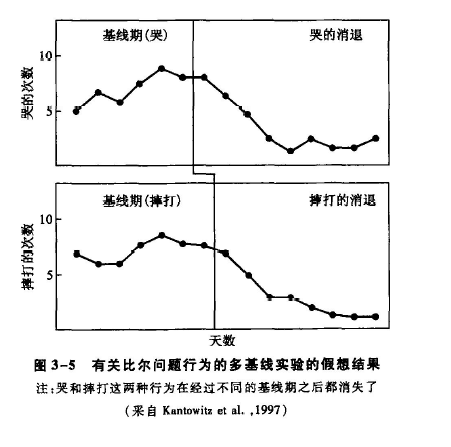 基线期(哭) 哭的消退
10
5
哭的次数
基线期(摔打) 摔打的消退
10
5
摔打的次数
天数
图 3-5 有关比尔问题行为的多基线实验的假想结果
注:哭和摔打这两种行为在经过不同的基线期之后都消失了
(采自 Kantowitz et al. ,1997)